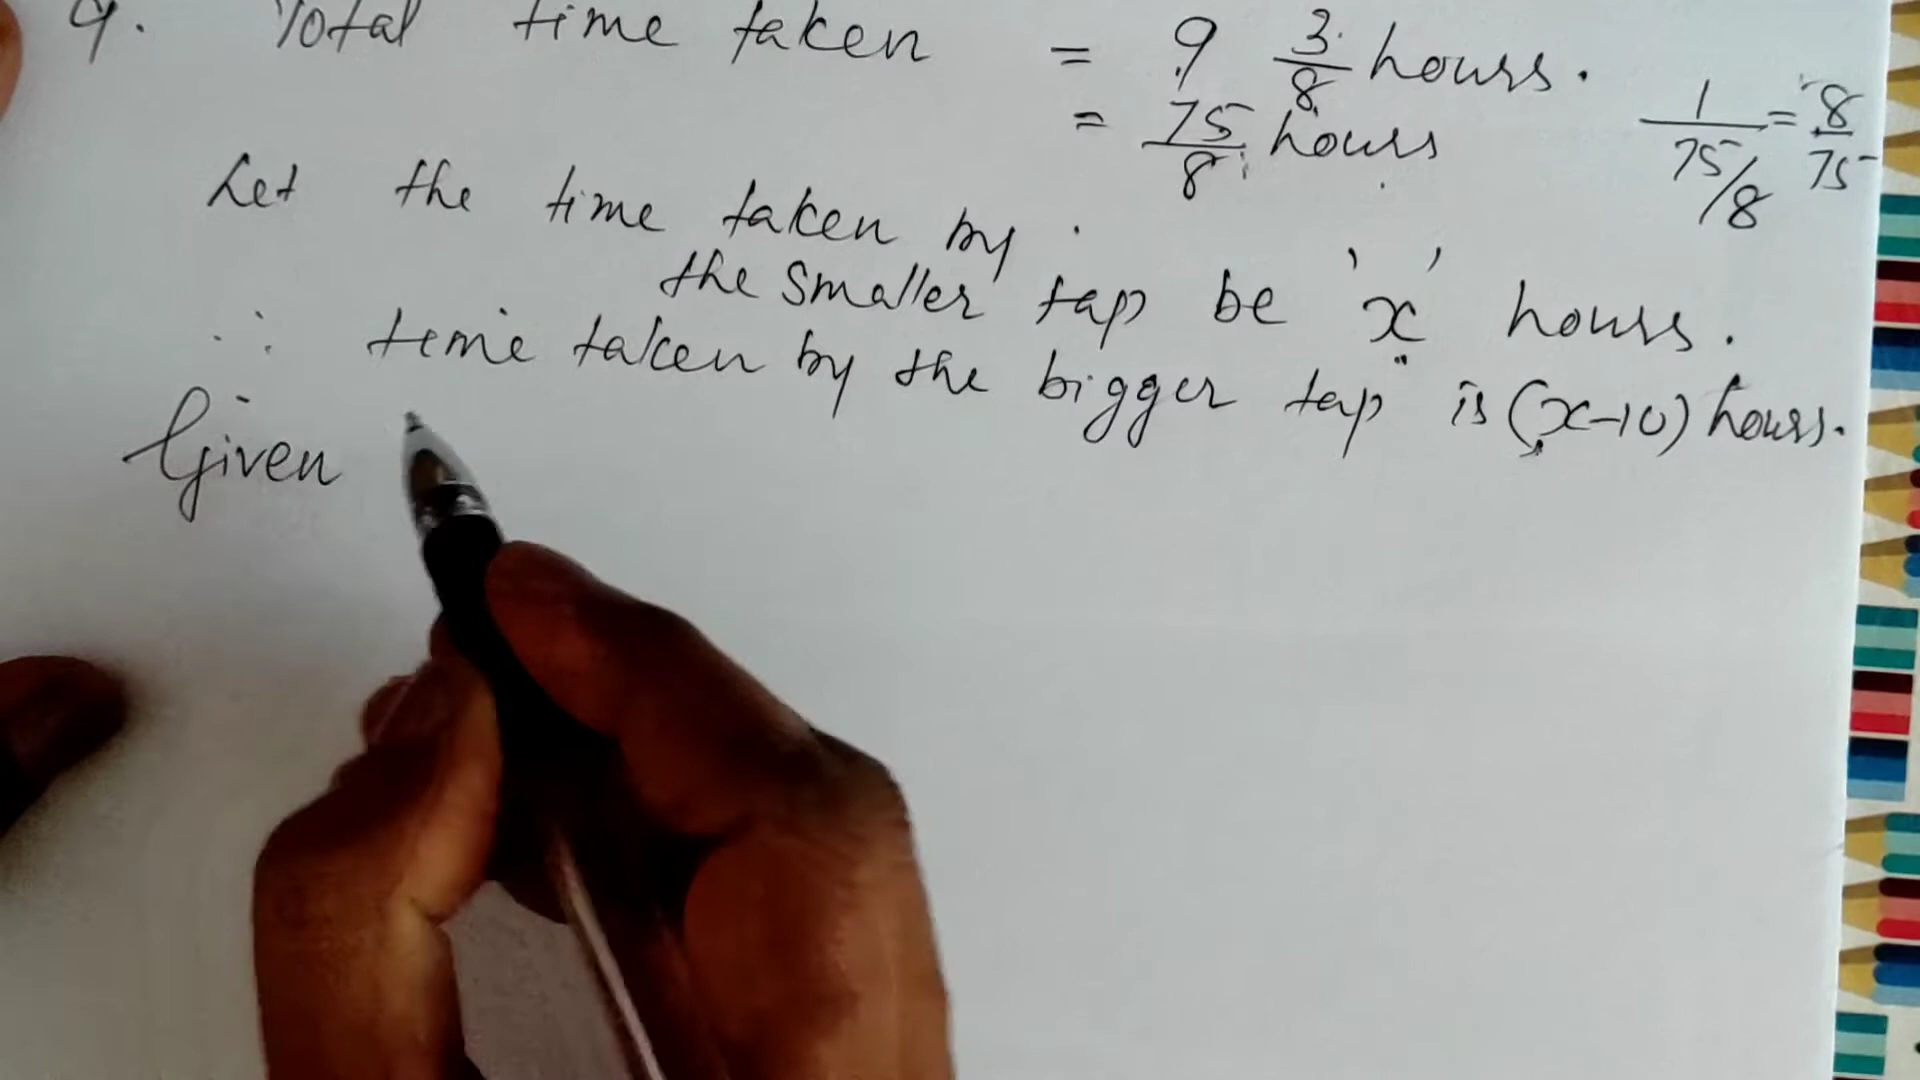 9. Total time taken = 9 3/8 hours.
= 75/8 hours
1/75/8 = 8/75
Let the time taken by
the smaller tap be 'x' hours.
∴ time taken by the bigger tap is (x-10) hours.
Given